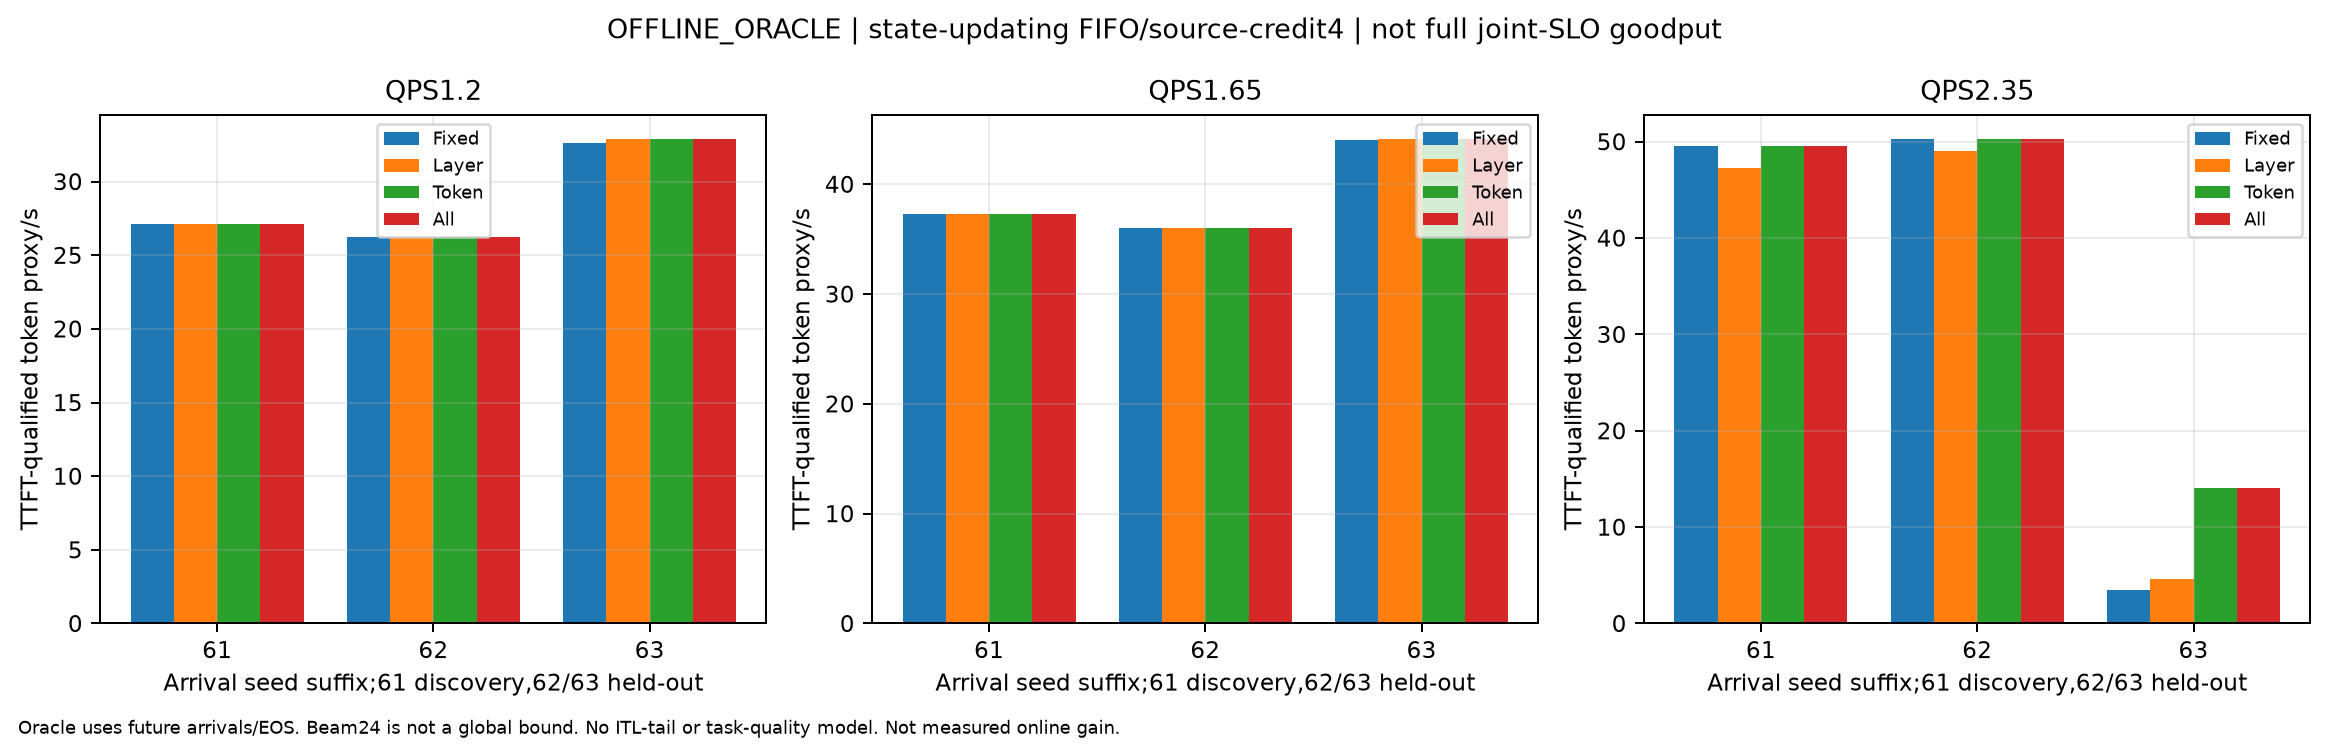 OFFLINE_ORACLE | state-updating FIFO/source-credit4 | not full joint-SLO goodput
QPS1.2
TTFT-qualified token proxy/s
30
25
20
15
10
5
0
Fixed
Layer
Token
All
61
62
63
Arrival seed suffix;61 discovery,62/63 held-out
QPS1.65
TTFT-qualified token proxy/s
40
30
20
10
0
Fixed
Layer
Token
All
61
62
63
Arrival seed suffix;61 discovery,62/63 held-out
QPS2.35
TTFT-qualified token proxy/s
50
40
30
20
10
0
Fixed
Layer
Token
All
61
62
63
Arrival seed suffix;61 discovery,62/63 held-out
Oracle uses future arrivals/EOS. Beam24 is not a global bound. No ITL-tail or task-quality model. Not measured online gain.